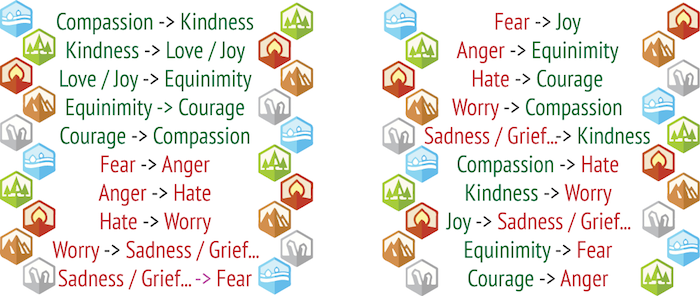 Compassion -> Kindness
Kindness -> Love / Joy
Love / Joy -> Equinimity
Equinimity -> Courage
Courage -> Compassion
Fear -> Anger
Anger -> Hate
Hate -> Worry
Worry -> Sadness / Grief...
Sadness / Grief... -> Fear
Fear -> Joy
Anger -> Equinimity
Hate -> Courage
Worry -> Compassion
Sadness / Grief...-> Kindness
Compassion -> Hate
Kindness -> Worry
Joy -> Sadness / Grief...
Equinimity -> Fear
Courage -> Anger